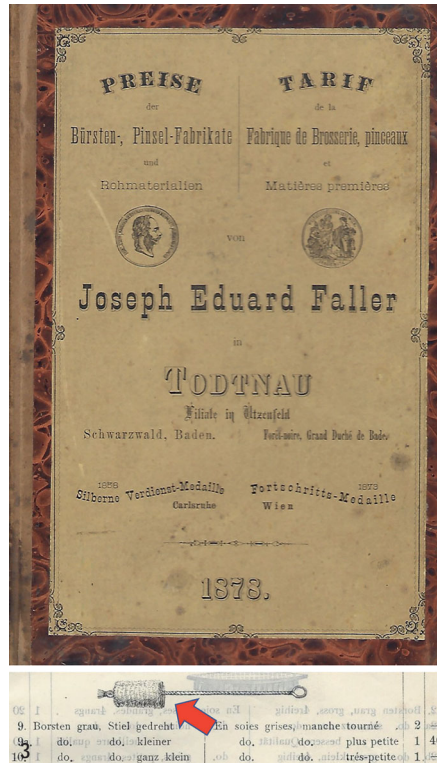 PREISE
der
Bürsten-, Pinsel-Fabrikate
und
Rohmaterialien
TARIF
de la
Fabrique de Brosserie, pinceaux
et
Matières premières
von
Joseph Eduard Faller
in
TODTNAU
Filiale in Utzenfeld
Schwarzwald, Baden.
Forêt-noire, Grand Duché de Bade.
1858
Silberne Verdienst-Medaille
Carlsruhe
1873
Fortschritts-Medaille
Wien
1878.
9. Borsten grau, Stiel gedreht En soies grises, manche tourné 2
do. do. kleiner do. do. plus petite 1
do. do. ganz klein do. do. très-petite 1